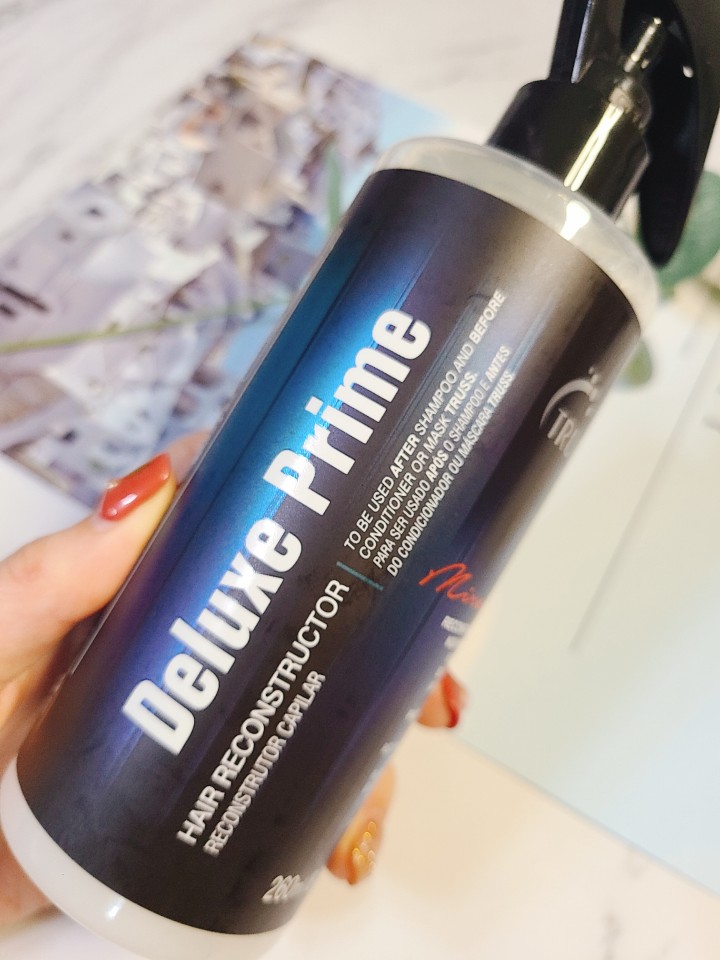 Deluxe Prime
HAIR RECONSTRUCTOR
RECONSTRUTOR CAPILAR
TO BE USED AFTER SHAMPOO AND BEFORE
CONDITIONER OR MASK TRUSS.
PARA SER USADO APÓS O SHAMPOO E ANTES
DO CONDICIONADOR OU MÁSCARA TRUSS.